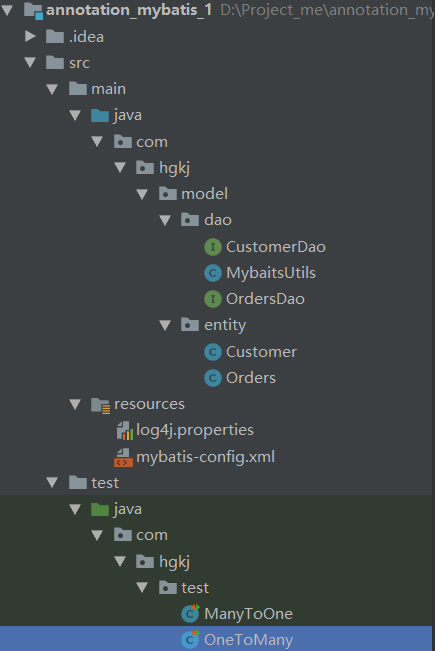 annotation_mybatis_1 D:\Project_me\annotation_my
.idea
src
main
java
com
hgkj
model
dao
I CustomerDao
C MybaitsUtils
I OrdersDao
entity
C Customer
C Orders
resources
log4j.properties
mybatis-config.xml
test
java
com
hgkj
test
C ManyToOne
C OneToMany